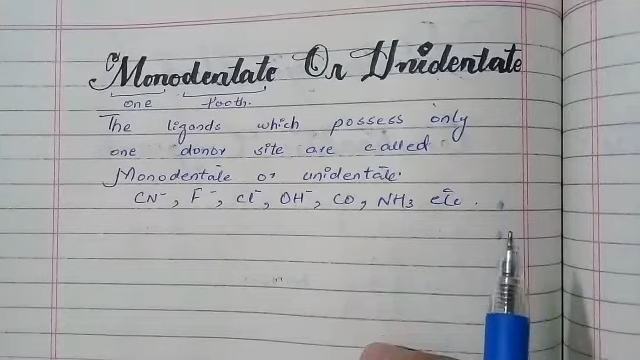 Monodentate Or Unidentate
one tooth.
The ligands which possess only
one donor site are called
Monodentate or unidentate.
CN⁻, F⁻, Cl⁻, OH⁻, CO, NH3 etc.